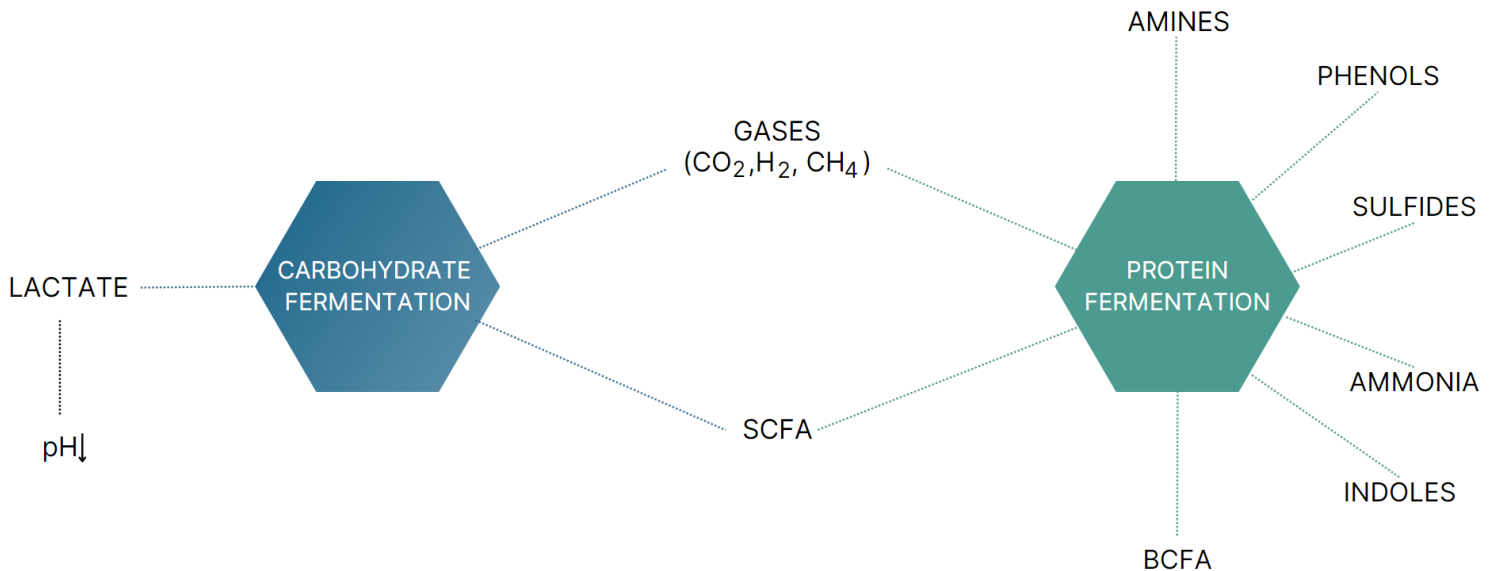 AMINES
PHENOLS
GASES
(CO₂,H₂, CH₄)
SULFIDES
CARBOHYDRATE
FERMENTATION
PROTEIN
FERMENTATION
LACTATE
AMMONIA
SCFA
pH↓
INDOLES
BCFA